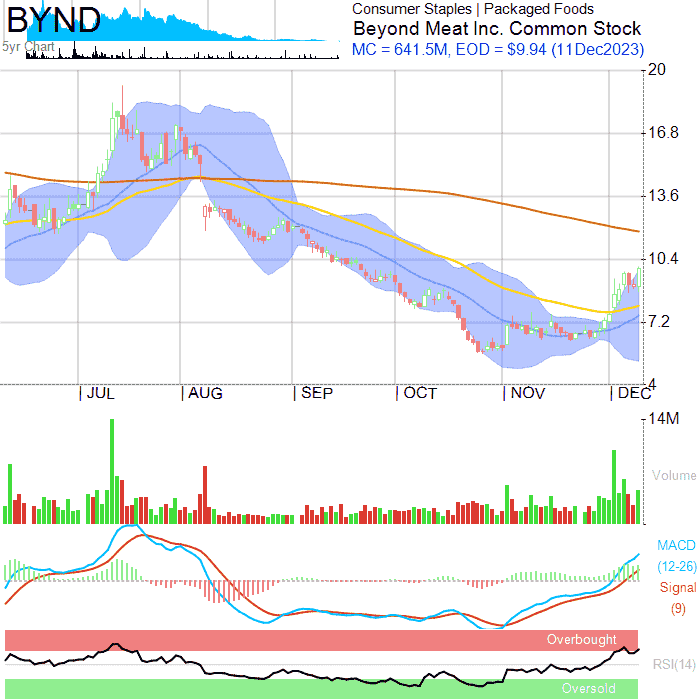 BYND
5yr Chart
Consumer Staples | Packaged Foods
Beyond Meat Inc. Common Stock
MC = 641.5M, EOD = $9.94 (11Dec2023)
20
16.8
13.6
10.4
7.2
4
JUL
AUG
SEP
OCT
NOV
DEC
14M
Volume
MACD
(12-26)
Signal
(9)
Overbought
RSI(14)
Oversold